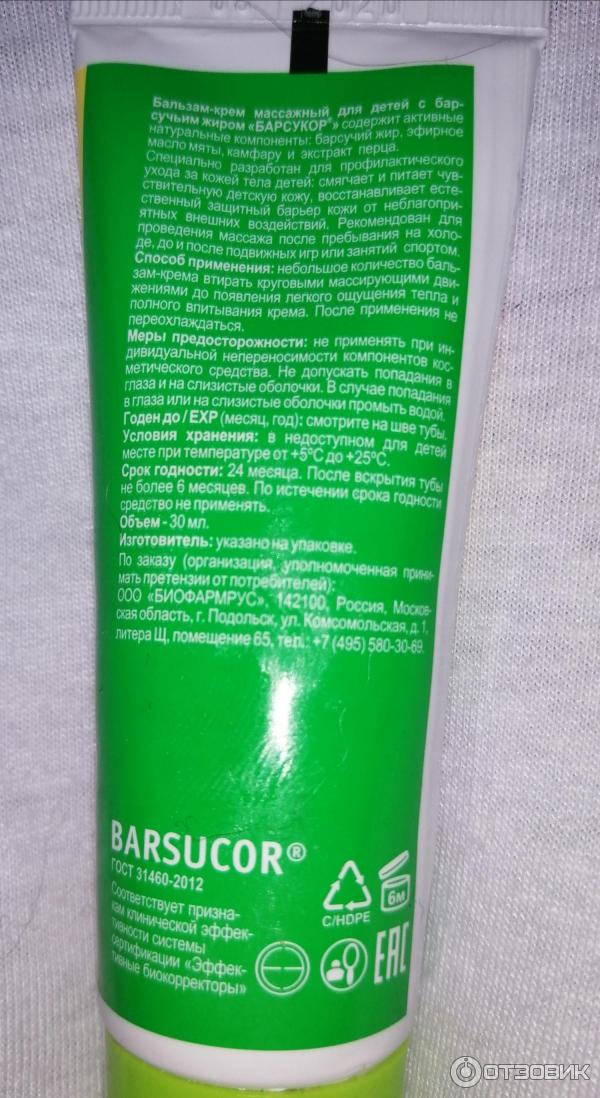 Бальзам-крем массажный для детей с бар-
сучьим жиром «БАРСУКОР®» содержит активные
натуральные компоненты: барсучий жир, эфирное
масло мяты, камфару и экстракт перца.
Специально разработан для профилактического
ухода за кожей тела детей: смягчает и питает чув-
ствительную детскую кожу, восстанавливает есте-
ственный защитный барьер кожи от неблагопри-
ятных внешних воздействий. Рекомендован для
проведения массажа после пребывания на холо-
де, до и после подвижных игр или занятий спортом.
Способ применения: небольшое количество баль-
зам-крема втирать круговыми массирующими дви-
жениями до появления легкого ощущения тепла и
полного впитывания крема. После применения не
переохлаждаться.
Меры предосторожности: не применять при ин-
дивидуальной непереносимости компонентов кос-
метического средства. Не допускать попадания в
глаза и на слизистые оболочки. В случае попадания
в глаза или на слизистые оболочки промыть водой.
Годен до / EXP (месяц, год): смотрите на шве тубы.
Условия хранения: в недоступном для детей
месте при температуре от +5°С до +25°С.
Срок годности: 24 месяца. После вскрытия тубы
не более 6 месяцев. По истечении срока годности
средство не применять.
Объем - 30 мл.
Изготовитель: указано на упаковке.
По заказу (организация, уполномоченная прини-
мать претензии от потребителей):
ООО «БИОФАРМРУС», 142100, Россия, Москов-
ская область, г. Подольск, ул. Комсомольская, д. 1,
литера Щ, помещение 65, тел.: +7 (495) 580-30-69.
BARSUCOR®
ГОСТ 31460-2012
Соответствует призна-
кам клинической эффек-
тивности системы
сертификации «Эффек-
тивные биокорректоры»
C/HDPE
6м
EAC
ОТЗОВИК